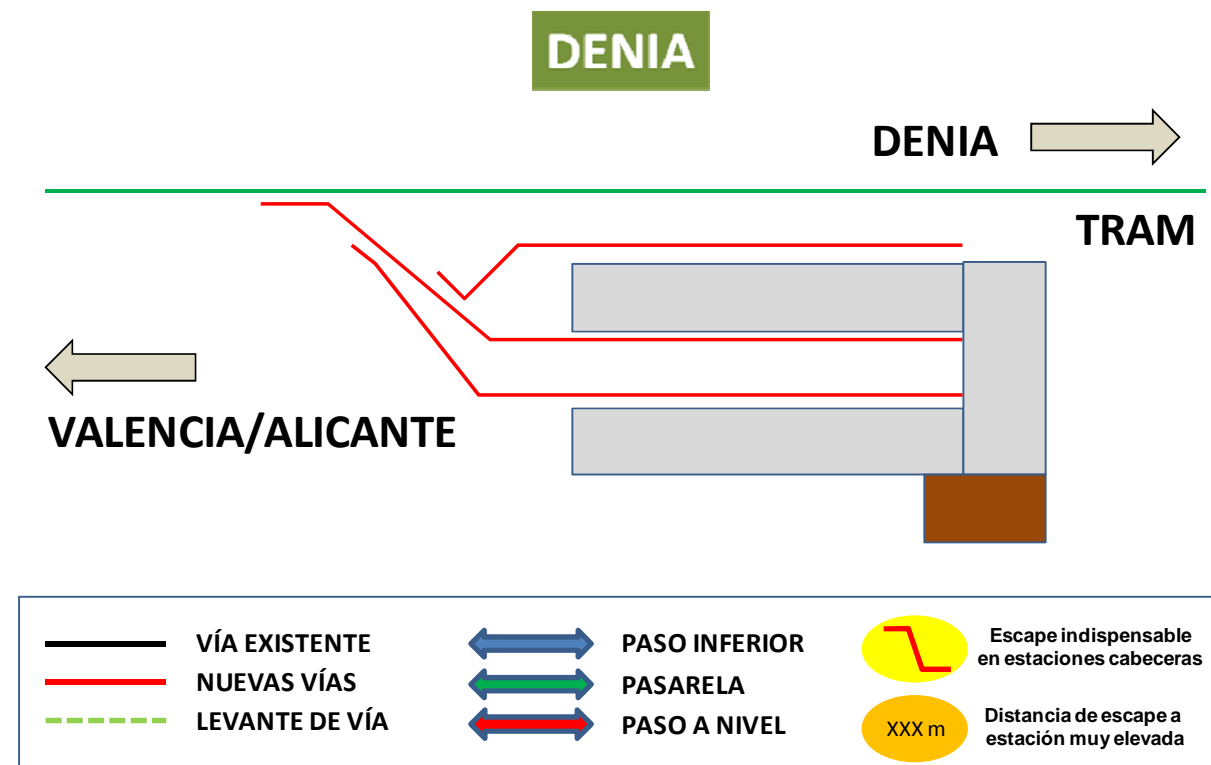 DENIA
DENIA
TRAM
VALENCIA/ALICANTE
VÍA EXISTENTE
NUEVAS VÍAS
LEVANTE DE VÍA
PASO INFERIOR
PASARELA
PASO A NIVEL
Escape indispensable
en estaciones cabeceras
XXX m
Distancia de escape a
estación muy elevada